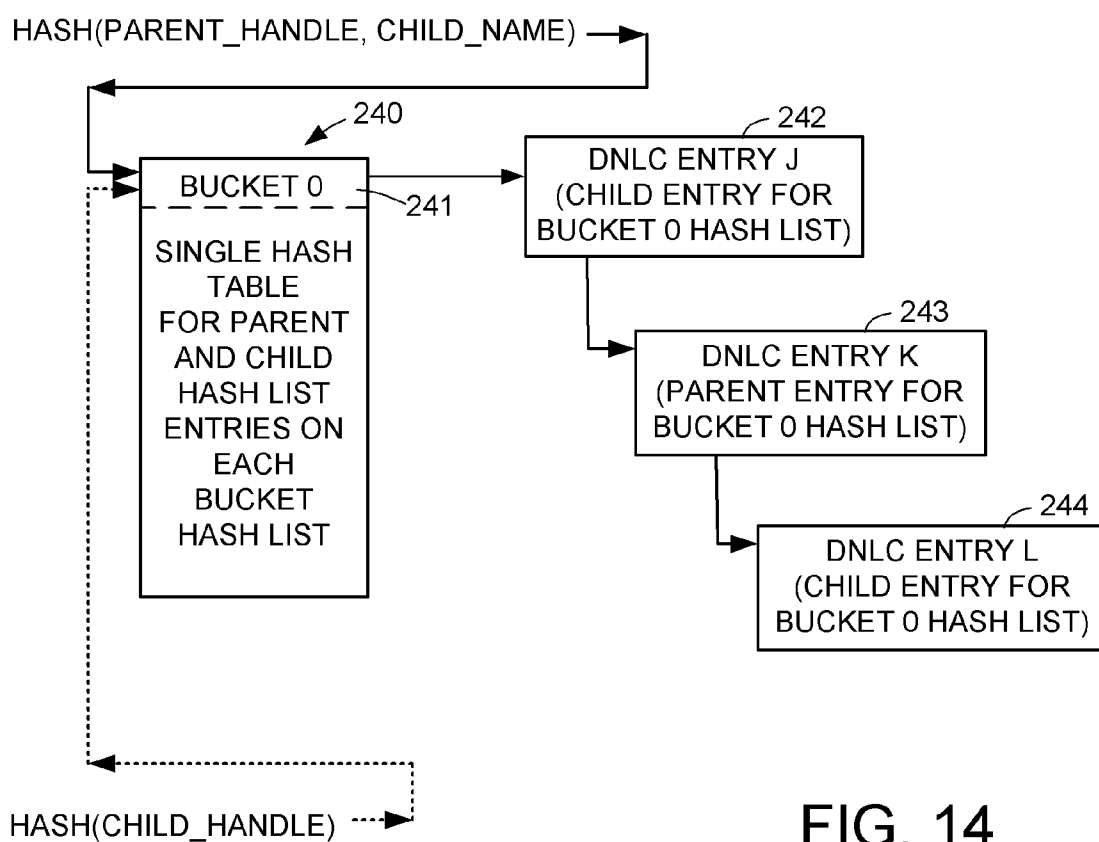 HASH(PARENT_HANDLE, CHILD_NAME)
240
BUCKET 0
241
SINGLE HASH
TABLE
FOR PARENT
AND CHILD
HASH LIST
ENTRIES ON
EACH
BUCKET
HASH LIST
242
DNLC ENTRY J
(CHILD ENTRY FOR
BUCKET 0 HASH LIST)
243
DNLC ENTRY K
(PARENT ENTRY FOR
BUCKET 0 HASH LIST)
244
DNLC ENTRY L
(CHILD ENTRY FOR
BUCKET 0 HASH LIST)
HASH(CHILD_HANDLE)
FIG. 14